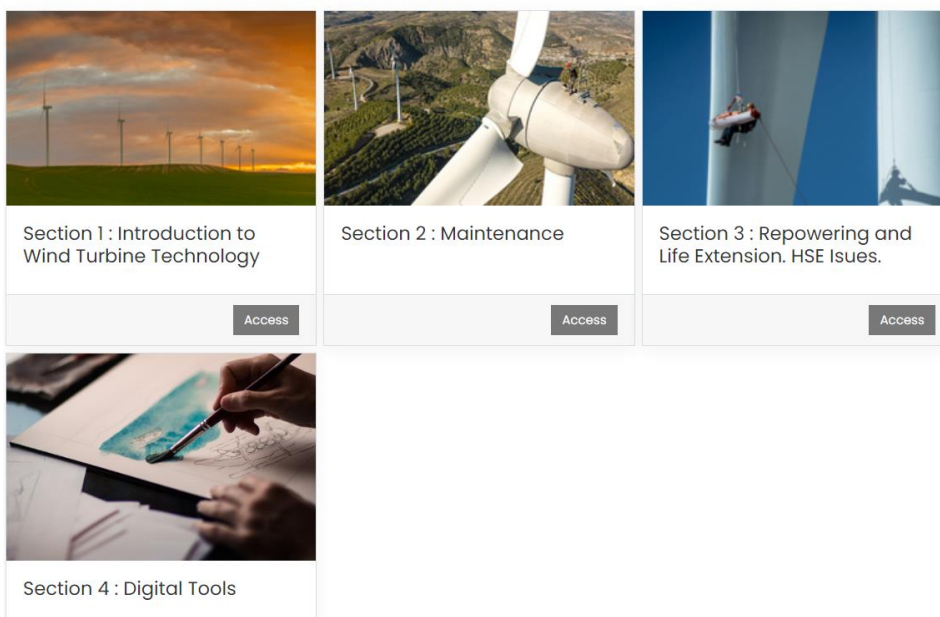 Section 1 : Introduction to
Wind Turbine Technology
Access
Section 2 : Maintenance
Access
Section 3 : Repowering and
Life Extension. HSE Isues.
Access
Section 4 : Digital Tools